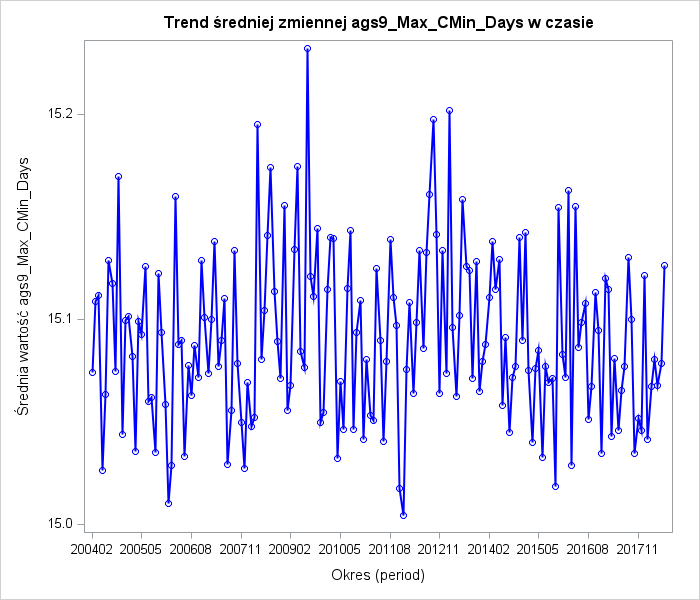 Trend średniej zmiennej ags9_Max_CMin_Days w czasie
Średnia wartość ags9_Max_CMin_Days
15.2
15.1
15.0
200402 200505 200608 200711 200902 201005 201108 201211 201402 201505 201608 201711
Okres (period)